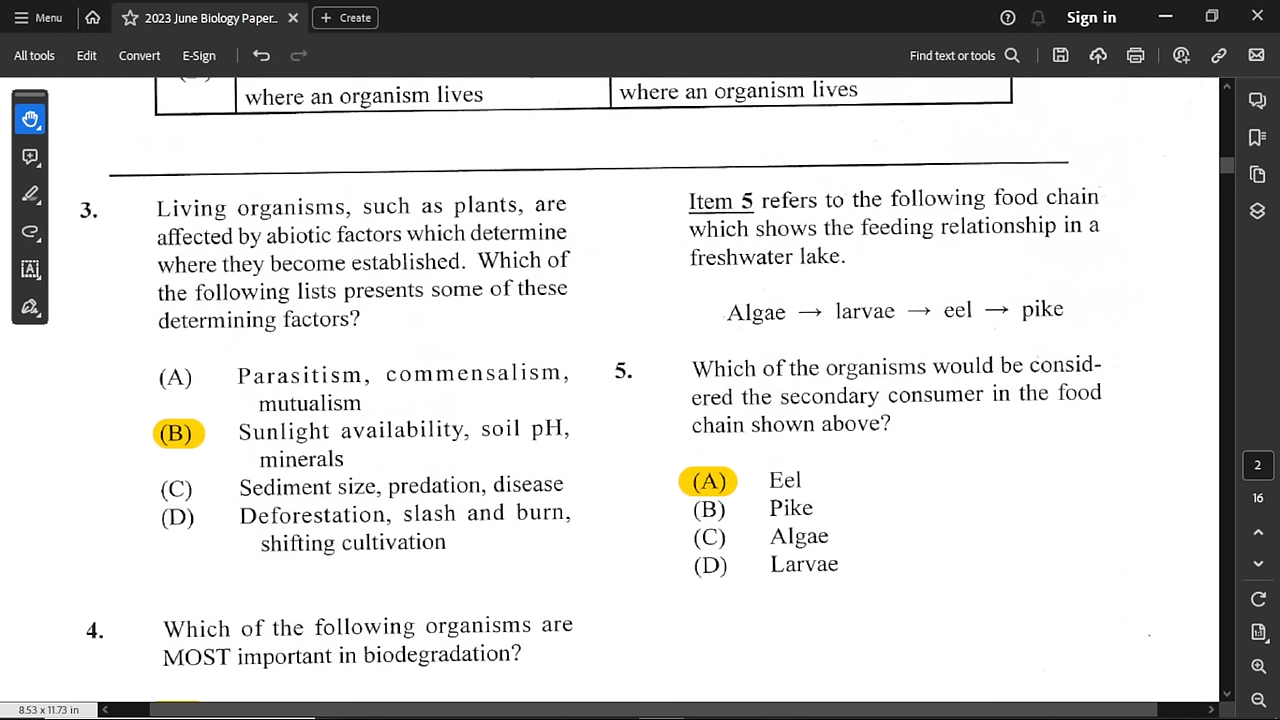 Menu
2023 June Biology Paper...
Create
Sign in
All tools
Edit
Convert
E-Sign
Find text or tools
where an organism lives
where an organism lives
3.
Living organisms, such as plants, are
affected by abiotic factors which determine
where they become established. Which of
the following lists presents some of these
determining factors?
(A) Parasitism, commensalism,
mutualism
(B) Sunlight availability, soil pH,
minerals
(C) Sediment size, predation, disease
(D) Deforestation, slash and burn,
shifting cultivation
4.
Which of the following organisms are
MOST important in biodegradation?
Item 5 refers to the following food chain
which shows the feeding relationship in a
freshwater lake.
Algae → larvae → eel → pike
5.
Which of the organisms would be consid-
ered the secondary consumer in the food
chain shown above?
(A) Eel
(B) Pike
(C) Algae
(D) Larvae
2
16
8.53 x 11.73 in